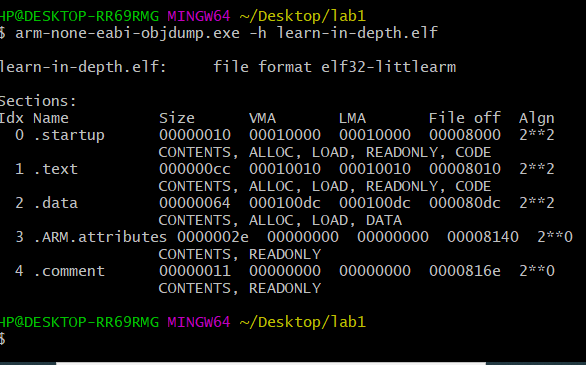 HP@DESKTOP-RR69RMG MINGW64 ~/Desktop/lab1
$ arm-none-eabi-objdump.exe -h learn-in-depth.elf
learn-in-depth.elf:     file format elf32-littlearm
Sections:
Idx Name          Size      VMA       LMA       File off  Algn
  0 .startup      00000010  00010000  00010000  00008000  2**2
                  CONTENTS, ALLOC, LOAD, READONLY, CODE
  1 .text         000000cc  00010010  00010010  00008010  2**2
                  CONTENTS, ALLOC, LOAD, READONLY, CODE
  2 .data         00000064  000100dc  000100dc  000080dc  2**2
                  CONTENTS, ALLOC, LOAD, DATA
  3 .ARM.attributes 0000002e  00000000  00000000  00008140  2**0
                  CONTENTS, READONLY
  4 .comment      00000011  00000000  00000000  0000816e  2**0
                  CONTENTS, READONLY
HP@DESKTOP-RR69RMG MINGW64 ~/Desktop/lab1
$